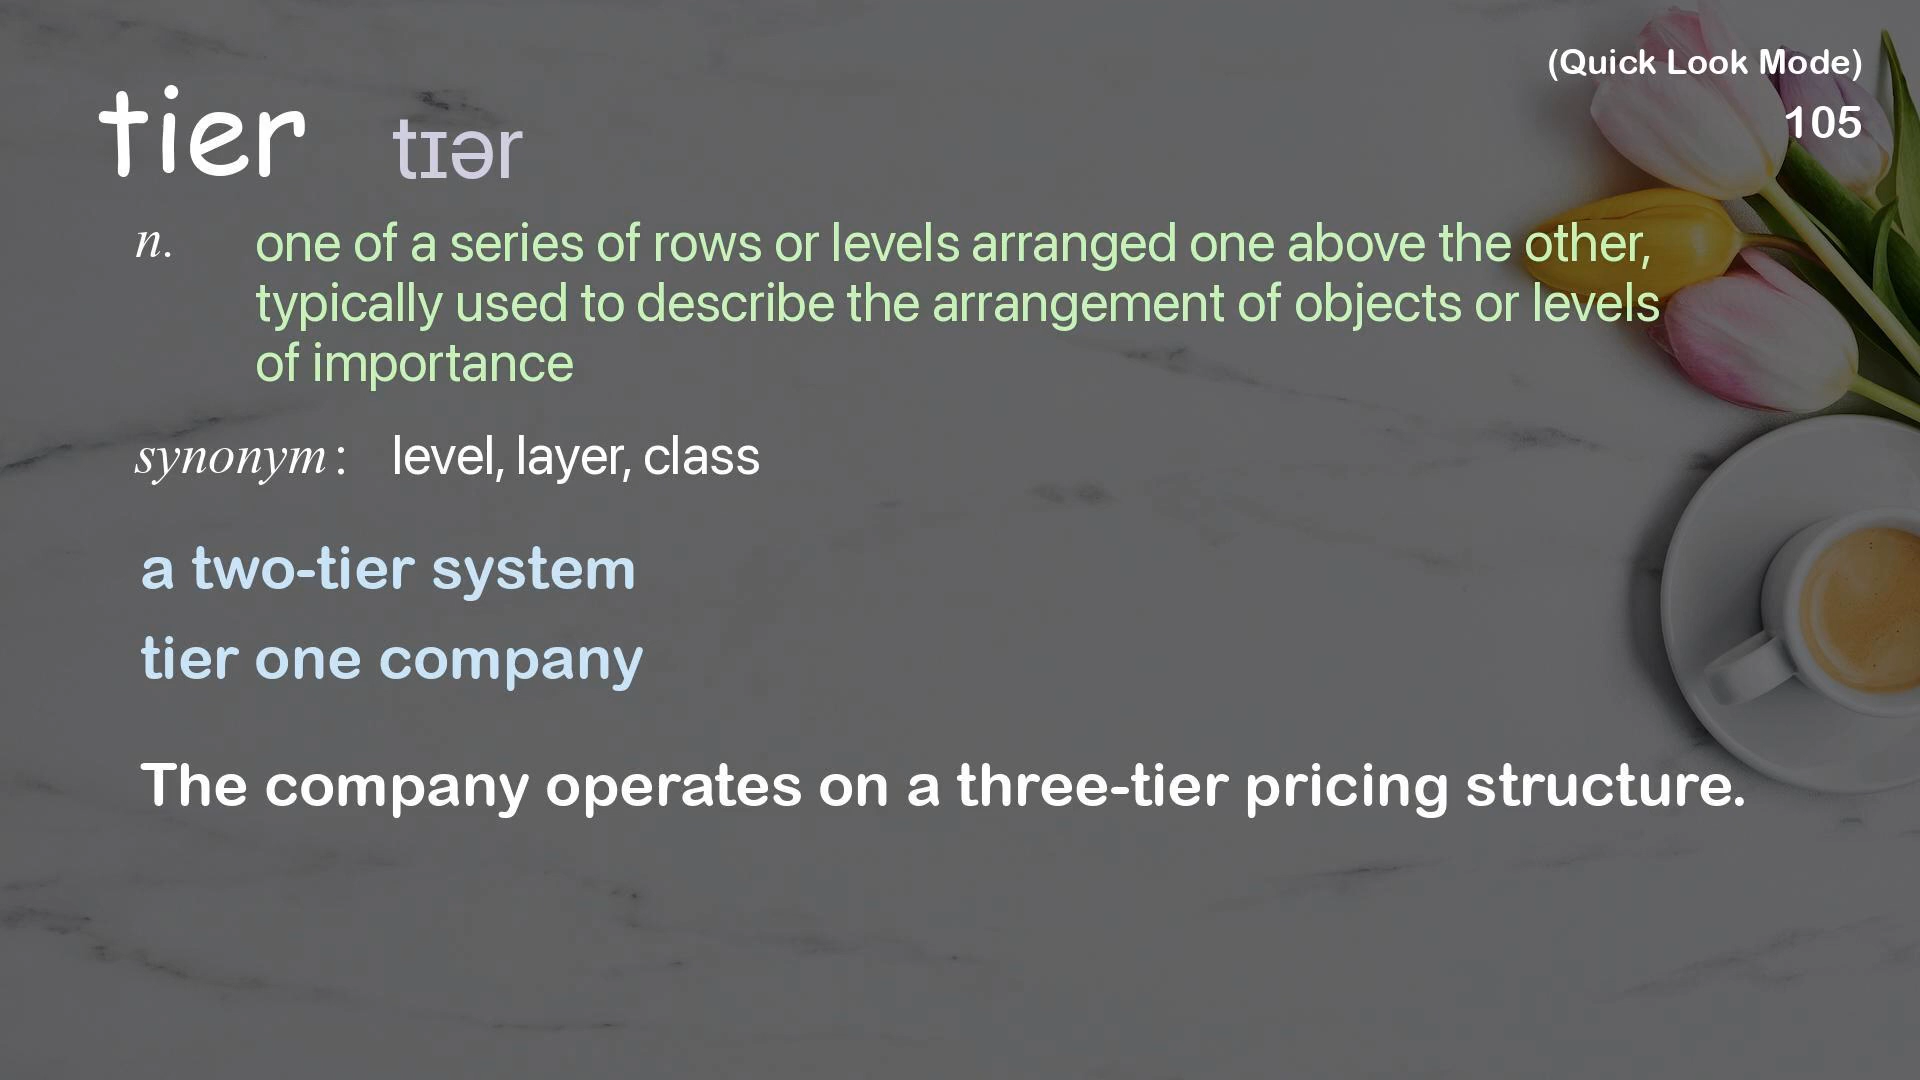 (Quick Look Mode)
105
tier tɪər
n. one of a series of rows or levels arranged one above the other,
typically used to describe the arrangement of objects or levels
of importance
synonym: level, layer, class
a two-tier system
tier one company
The company operates on a three-tier pricing structure.